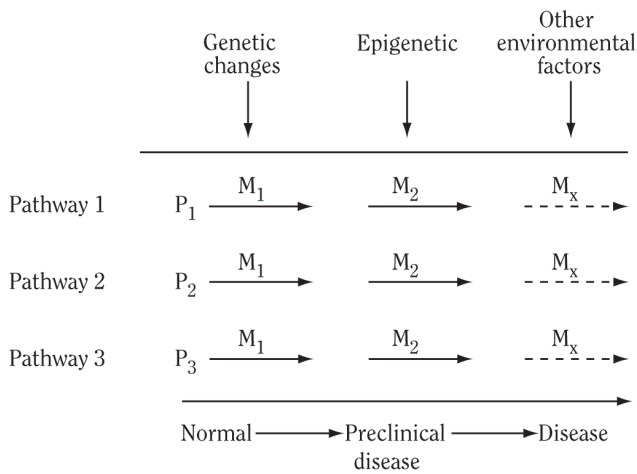 Genetic
changes
Epigenetic
Other
environmental
factors
Pathway 1 P1 M1 M2 Mx
Pathway 2 P2 M1 M2 Mx
Pathway 3 P3 M1 M2 Mx
Normal Preclinical
disease Disease